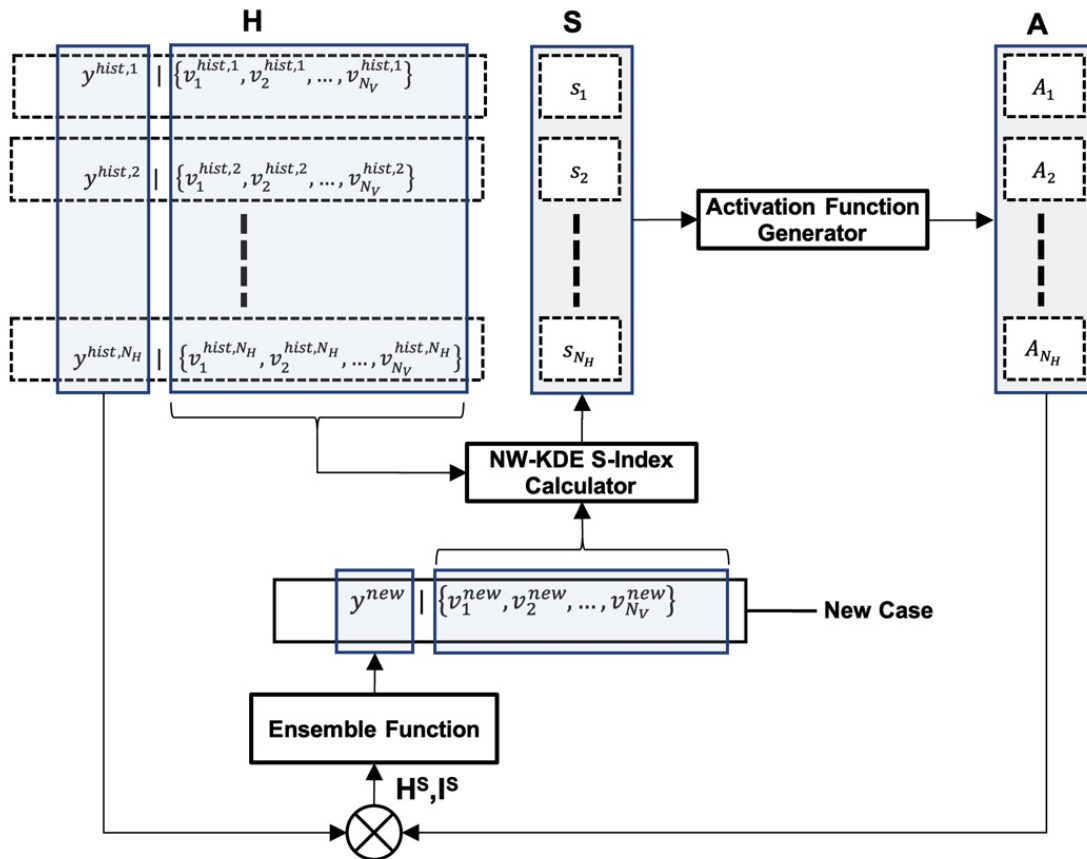 H S A
y^{hist,1} | {v_1^{hist,1}, v_2^{hist,1}, …, v_{N_V}^{hist,1}} s_1 A_1
y^{hist,2} | {v_1^{hist,2}, v_2^{hist,2}, …, v_{N_V}^{hist,2}} s_2 A_2
Activation Function
Generator
y^{hist,N_H} | {v_1^{hist,N_H}, v_2^{hist,N_H}, …, v_{N_V}^{hist,N_H}} s_{N_H} A_{N_H}
NW-KDE S-Index
Calculator
y^{new} | {v_1^{new}, v_2^{new}, …, v_{N_V}^{new}}
New Case
Ensemble Function
H^S,I^S